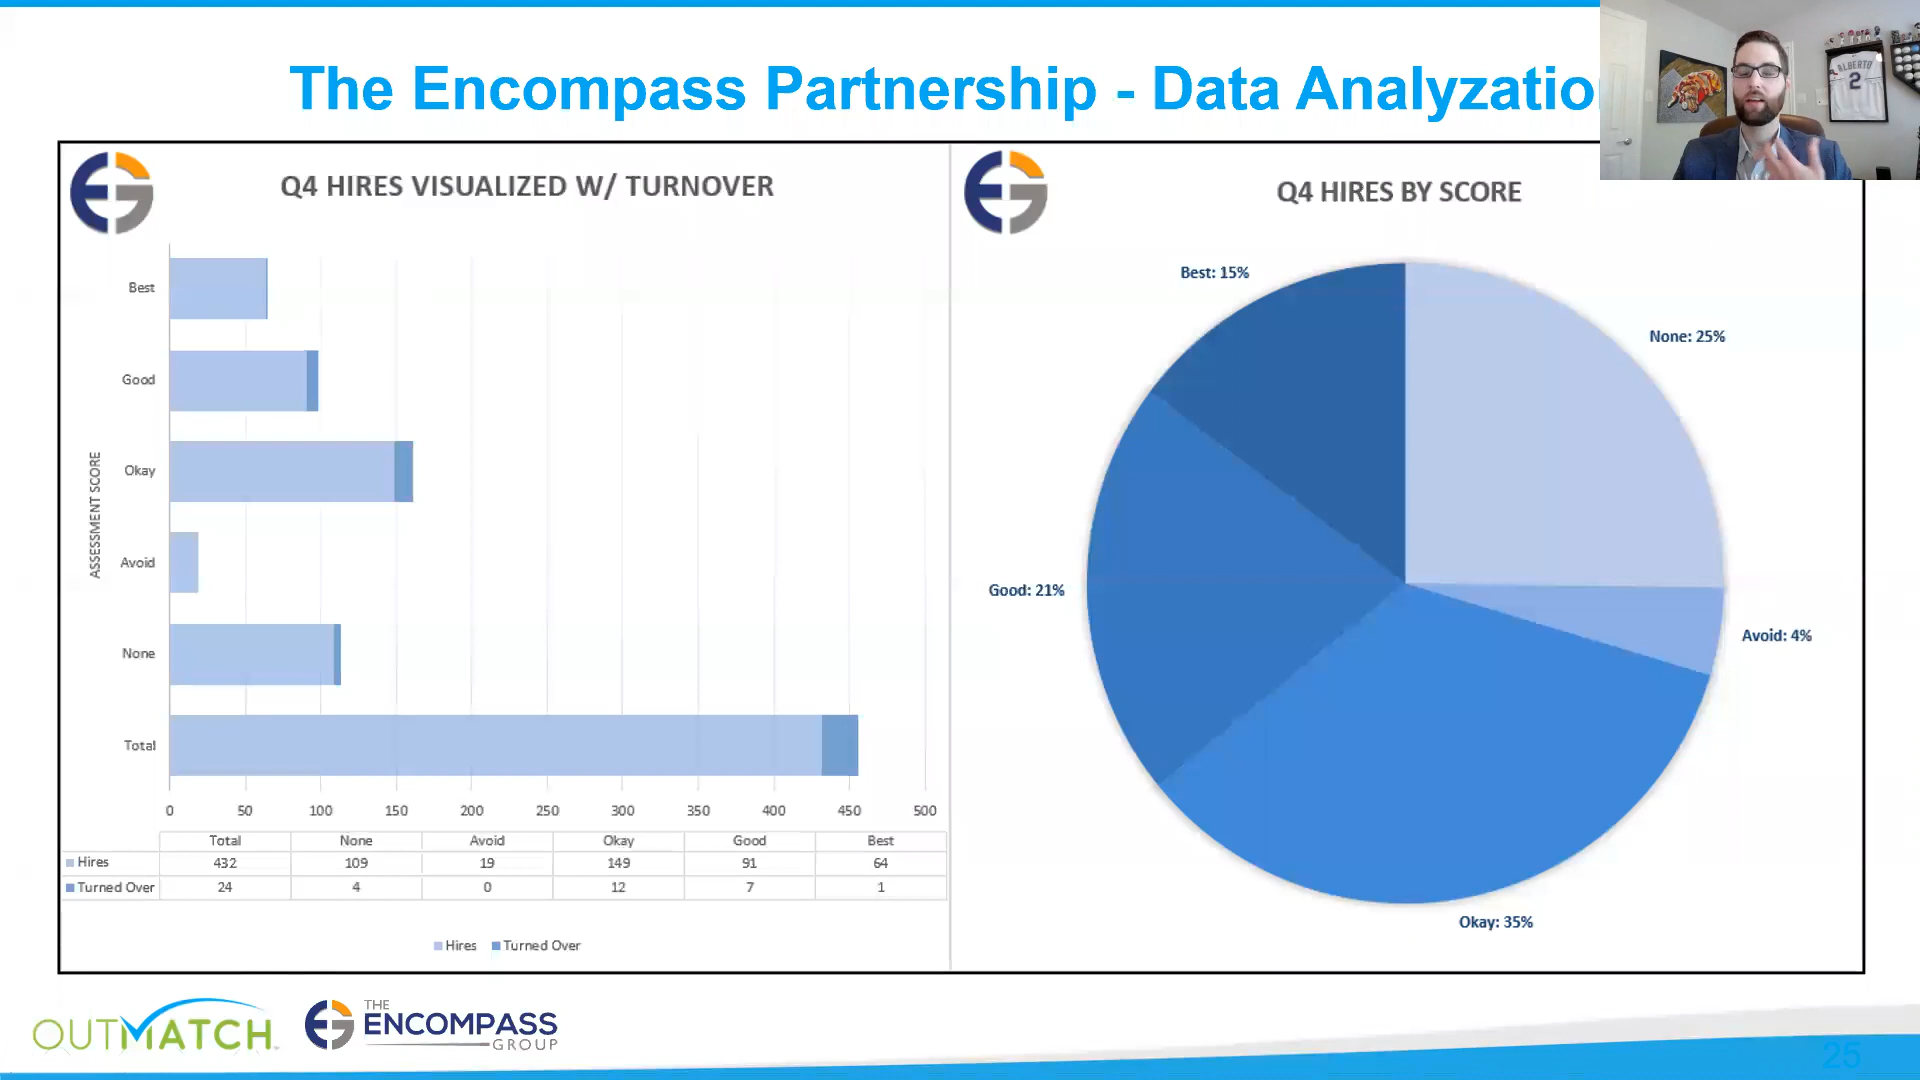 The Encompass Partnership - Data Analyzatio
ALBERTO
2
Q4 HIRES VISUALIZED W/ TURNOVER
ASSESSMENT SCORE
Best
Good
Okay
Avoid
None
Total
0 50 100 150 200 250 300 350 400 450 500
Total None Avoid Okay Good Best
Hires 432 109 19 149 91 64
Turned Over 24 4 0 12 7 1
Hires Turned Over
Q4 HIRES BY SCORE
Best: 15%
None: 25%
Good: 21%
Avoid: 4%
Okay: 35%
OUTMATCH
THE
ENCOMPASS
GROUP
25